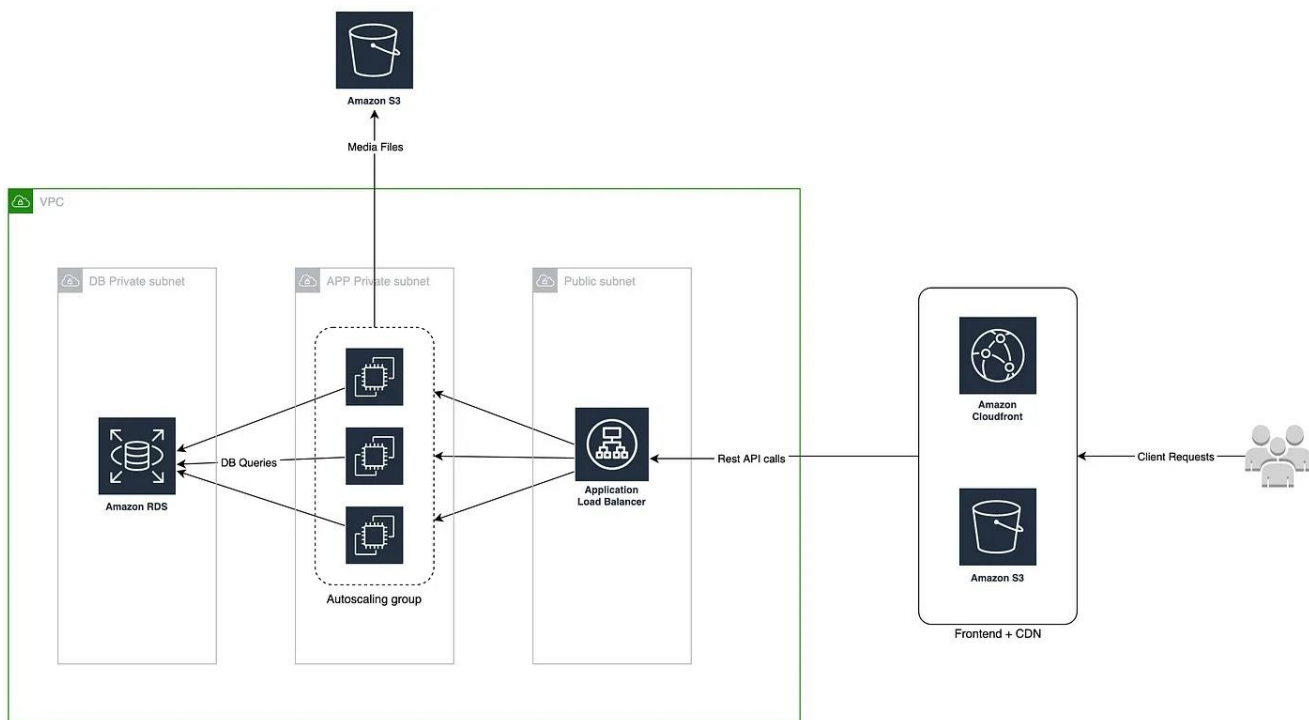 Amazon S3
Media Files
VPC
DB Private subnet
APP Private subnet
Public subnet
Amazon
Cloudfront
DB Queries
Rest API calls
Client Requests
Application
Load Balancer
Amazon RDS
Amazon S3
Autoscaling group
Frontend + CDN